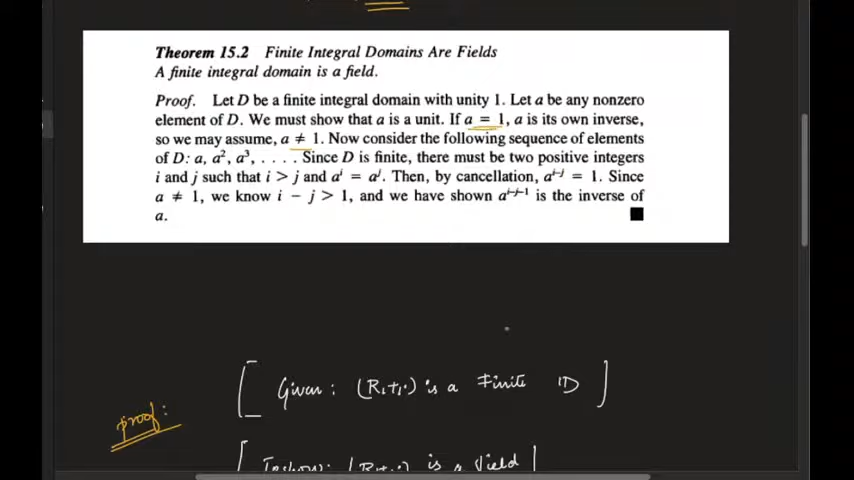 Theorem 15.2 Finite Integral Domains Are Fields
A finite integral domain is a field.
Proof. Let D be a finite integral domain with unity 1. Let a be any nonzero
element of D. We must show that a is a unit. If a = 1, a is its own inverse,
so we may assume, a ≠ 1. Now consider the following sequence of elements
of D: a, a², a³, . . . . Since D is finite, there must be two positive integers
i and j such that i > j and aⁱ = aʲ. Then, by cancellation, aⁱ⁻ʲ = 1. Since
a ≠ 1, we know i − j > 1, and we have shown aⁱ⁻ʲ⁻¹ is the inverse of
a. ■
[ Given : (R,+,·) is a Finite ID ]
proof:
[ To show: (R,+,·) is a field ]